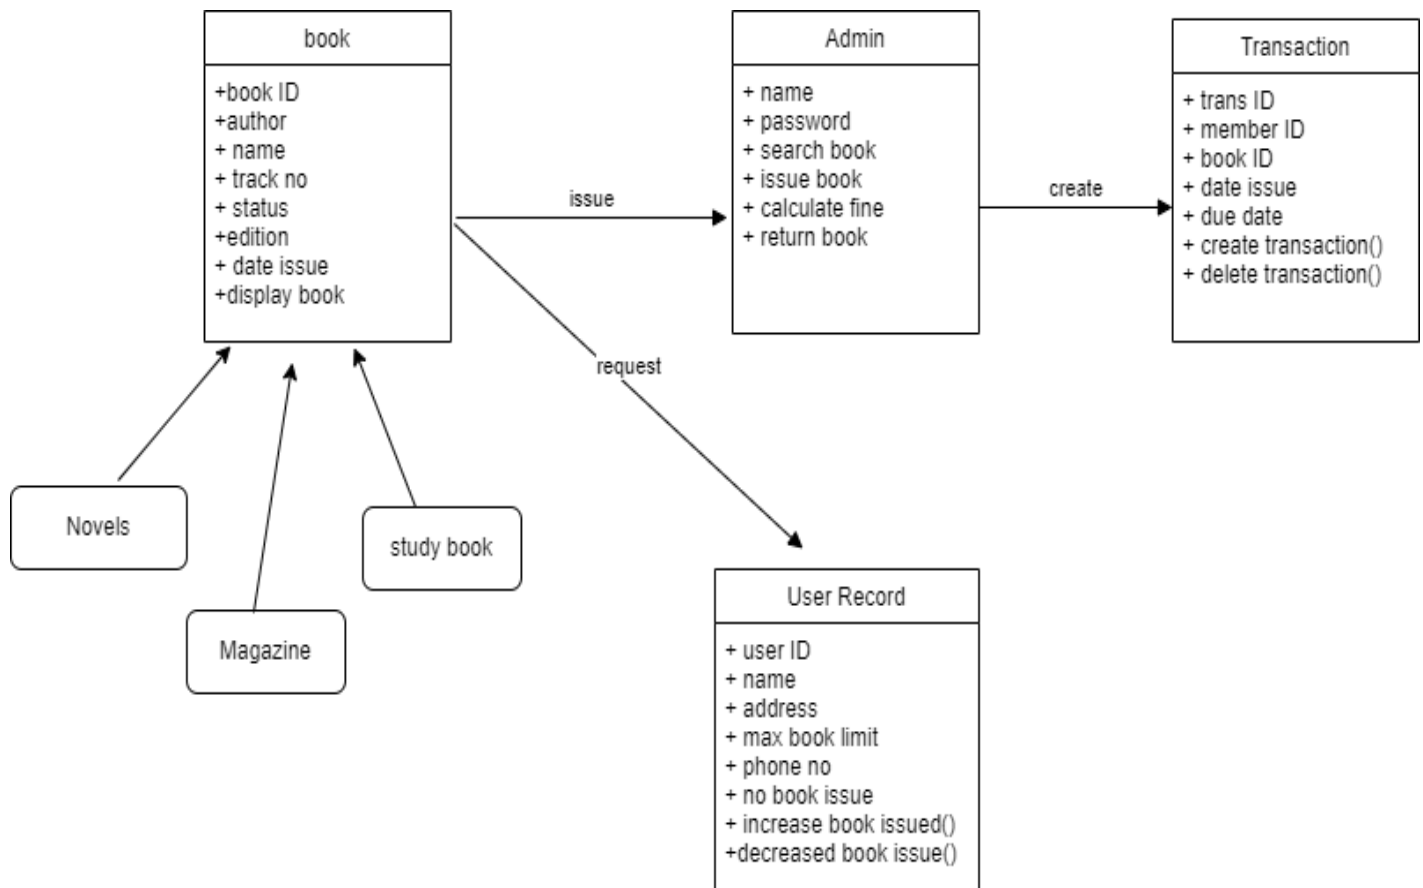 book
+book ID
+author
+ name
+ track no
+ status
+edition
+ date issue
+display book
issue
Admin
+ name
+ password
+ search book
+ issue book
+ calculate fine
+ return book
create
Transaction
+ trans ID
+ member ID
+ book ID
+ date issue
+ due date
+ create transaction()
+ delete transaction()
request
Novels
Magazine
study book
User Record
+ user ID
+ name
+ address
+ max book limit
+ phone no
+ no book issue
+ increase book issued()
+decreased book issue()